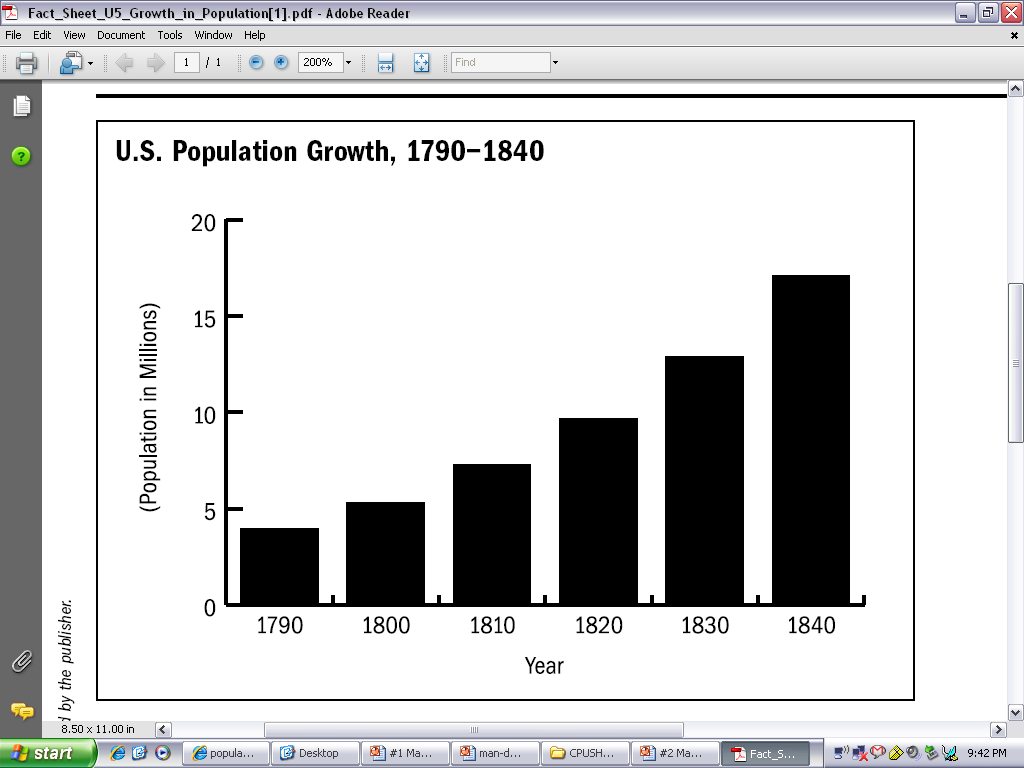 Fact_Sheet_U5_Growth_in_Population[1].pdf - Adobe Reader
File Edit View Document Tools Window Help
1 / 1 200% Find
U.S. Population Growth, 1790–1840
(Population in Millions)
20
15
10
5
0
1790 1800 1810 1820 1830 1840
Year
d by the publisher.
8.50 x 11.00 in
start popula... Desktop #1 Ma... man-d... CPUSH... #2 Ma... Fact_S... 9:42 PM